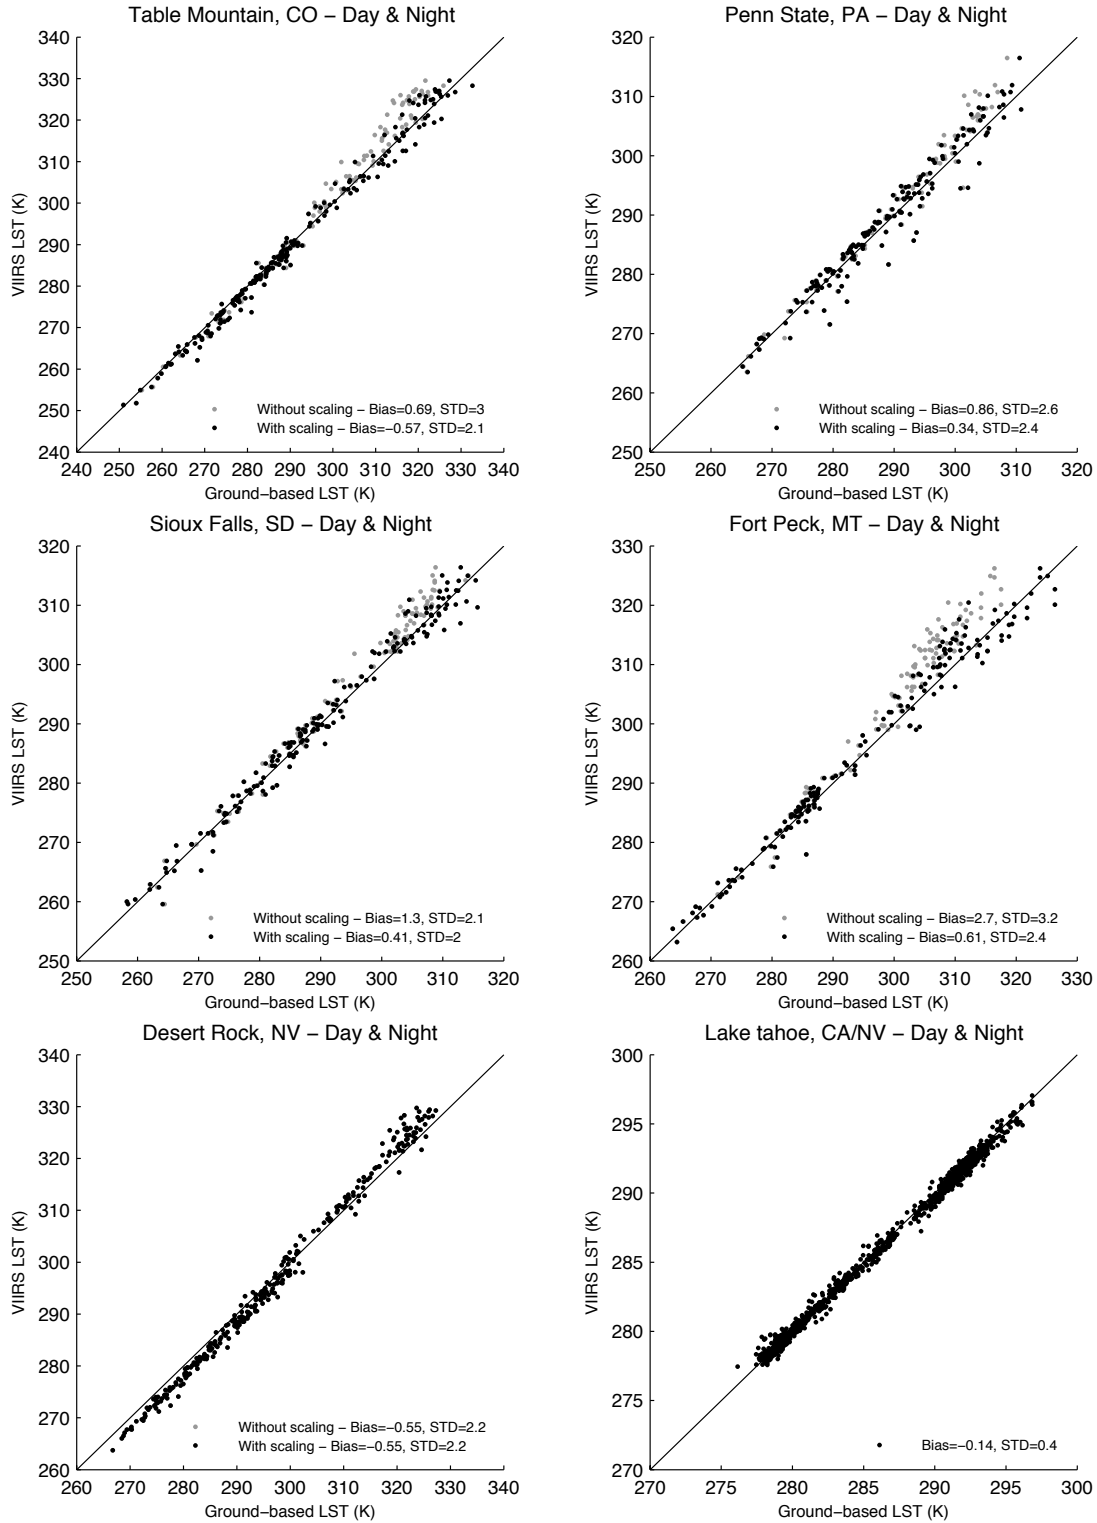 Table Mountain, CO − Day & Night
340
330
320
310
300
290
280
270
260
250
240
VIIRS LST (K)
Without scaling − Bias=0.69, STD=3
With scaling − Bias=−0.57, STD=2.1
240 250 260 270 280 290 300 310 320 330 340
Ground−based LST (K)
Penn State, PA − Day & Night
320
310
300
290
280
270
260
250
VIIRS LST (K)
Without scaling − Bias=0.86, STD=2.6
With scaling − Bias=0.34, STD=2.4
250 260 270 280 290 300 310 320
Ground−based LST (K)
Sioux Falls, SD − Day & Night
320
310
300
290
280
270
260
250
VIIRS LST (K)
Without scaling − Bias=1.3, STD=2.1
With scaling − Bias=0.41, STD=2
250 260 270 280 290 300 310 320
Ground−based LST (K)
Fort Peck, MT − Day & Night
330
320
310
300
290
280
270
260
VIIRS LST (K)
Without scaling − Bias=2.7, STD=3.2
With scaling − Bias=0.61, STD=2.4
260 270 280 290 300 310 320 330
Ground−based LST (K)
Desert Rock, NV − Day & Night
340
330
320
310
300
290
280
270
260
VIIRS LST (K)
Without scaling − Bias=−0.55, STD=2.2
With scaling − Bias=−0.55, STD=2.2
260 270 280 290 300 310 320 330 340
Ground−based LST (K)
Lake tahoe, CA/NV − Day & Night
300
295
290
285
280
275
270
VIIRS LST (K)
Bias=−0.14, STD=0.4
270 275 280 285 290 295 300
Ground−based LST (K)